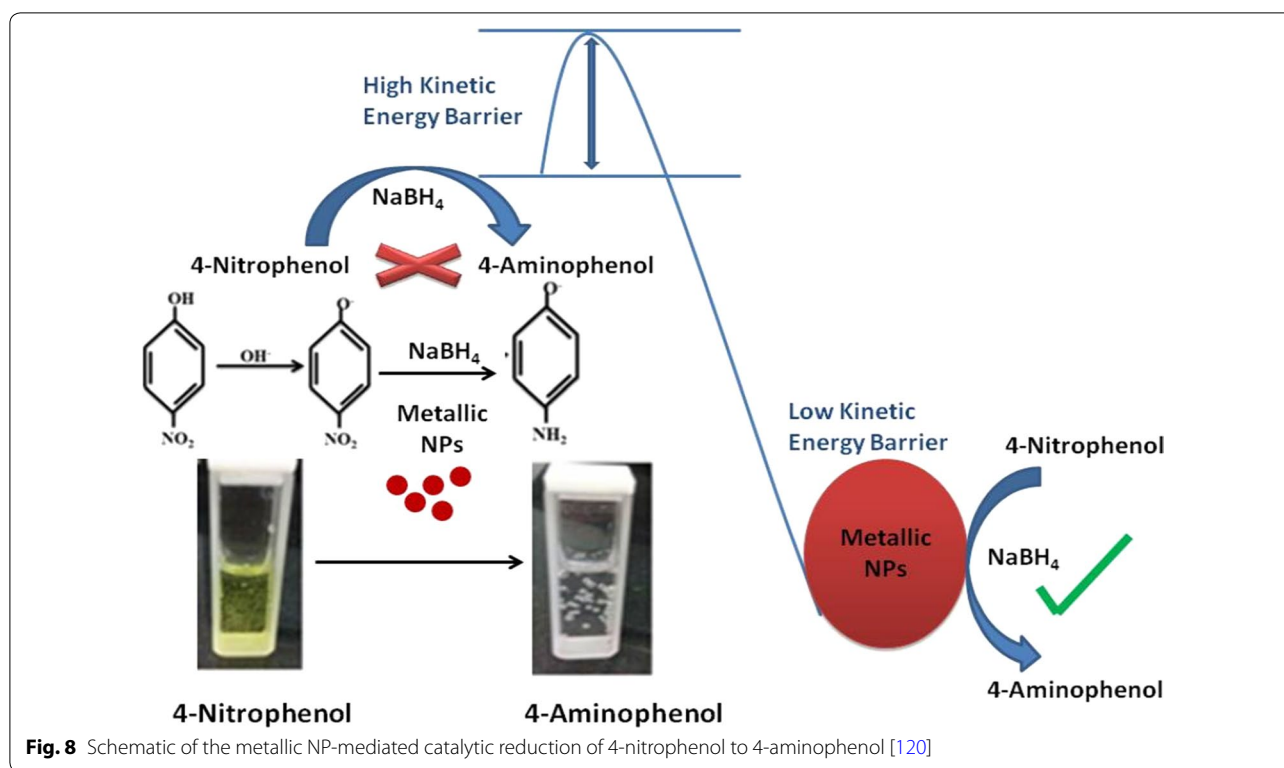 High Kinetic
Energy Barrier
NaBH4
4-Nitrophenol
4-Aminophenol
OH
OH-
NO2
O-
NO2
NaBH4
Metallic
NPs
O-
NH2
4-Nitrophenol
4-Aminophenol
Low Kinetic
Energy Barrier
4-Nitrophenol
Metallic
NPs
NaBH4
4-Aminophenol
Fig. 8 Schematic of the metallic NP-mediated catalytic reduction of 4-nitrophenol to 4-aminophenol [120]